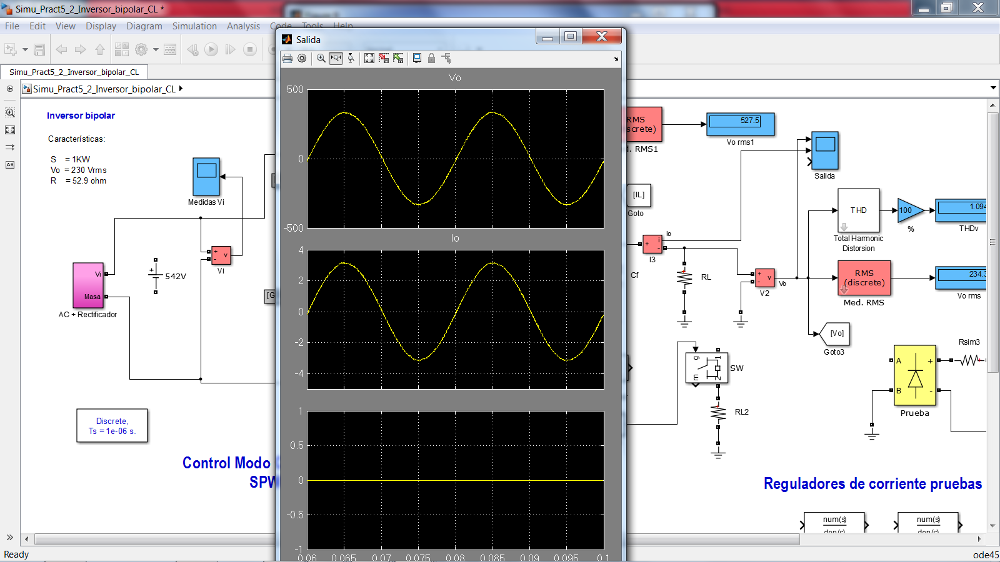 Simu_Pract5_2_Inversor_bipolar_CL *
File Edit View Display Diagram Simulation Analysis Code Tools Help
Simu_Pract5_2_Inversor_bipolar_CL
Simu_Pract5_2_Inversor_bipolar_CL
Inversor bipolar
Características:
S = 1KW
Vo = 230 Vrms
R = 52.9 ohm
Medidas Vi
+
-
v
Vi
Vi
Masa
AC + Rectificador
+
542V
[G
Discrete,
Ts = 1e-06 s.
Control Modo
SPW
Salida
Vo
500
0
-500
Io
4
2
0
-2
-4
1
0.5
0
-0.5
-1
0.06 0.065 0.07 0.075 0.08 0.085 0.09 0.095 0.1
RMS
screte)
d. RMS1
527.5
Vo rms1
Salida
[IL]
Goto
+
i
-
Io
I3
Cf
RL
+
-
v
V2
Vo
THD
Total Harmonic
Distorsion
100
%
1.094
THDv
RMS
(discrete)
Med. RMS
234.3
Vo rms
[Vo]
Goto3
g
m
1
2
SW
RL2
A
B
+
-
Prueba
Rsim3
Reguladores de corriente pruebas
num(s)
den(s)
num(s)
den(s)
Ready
ode45